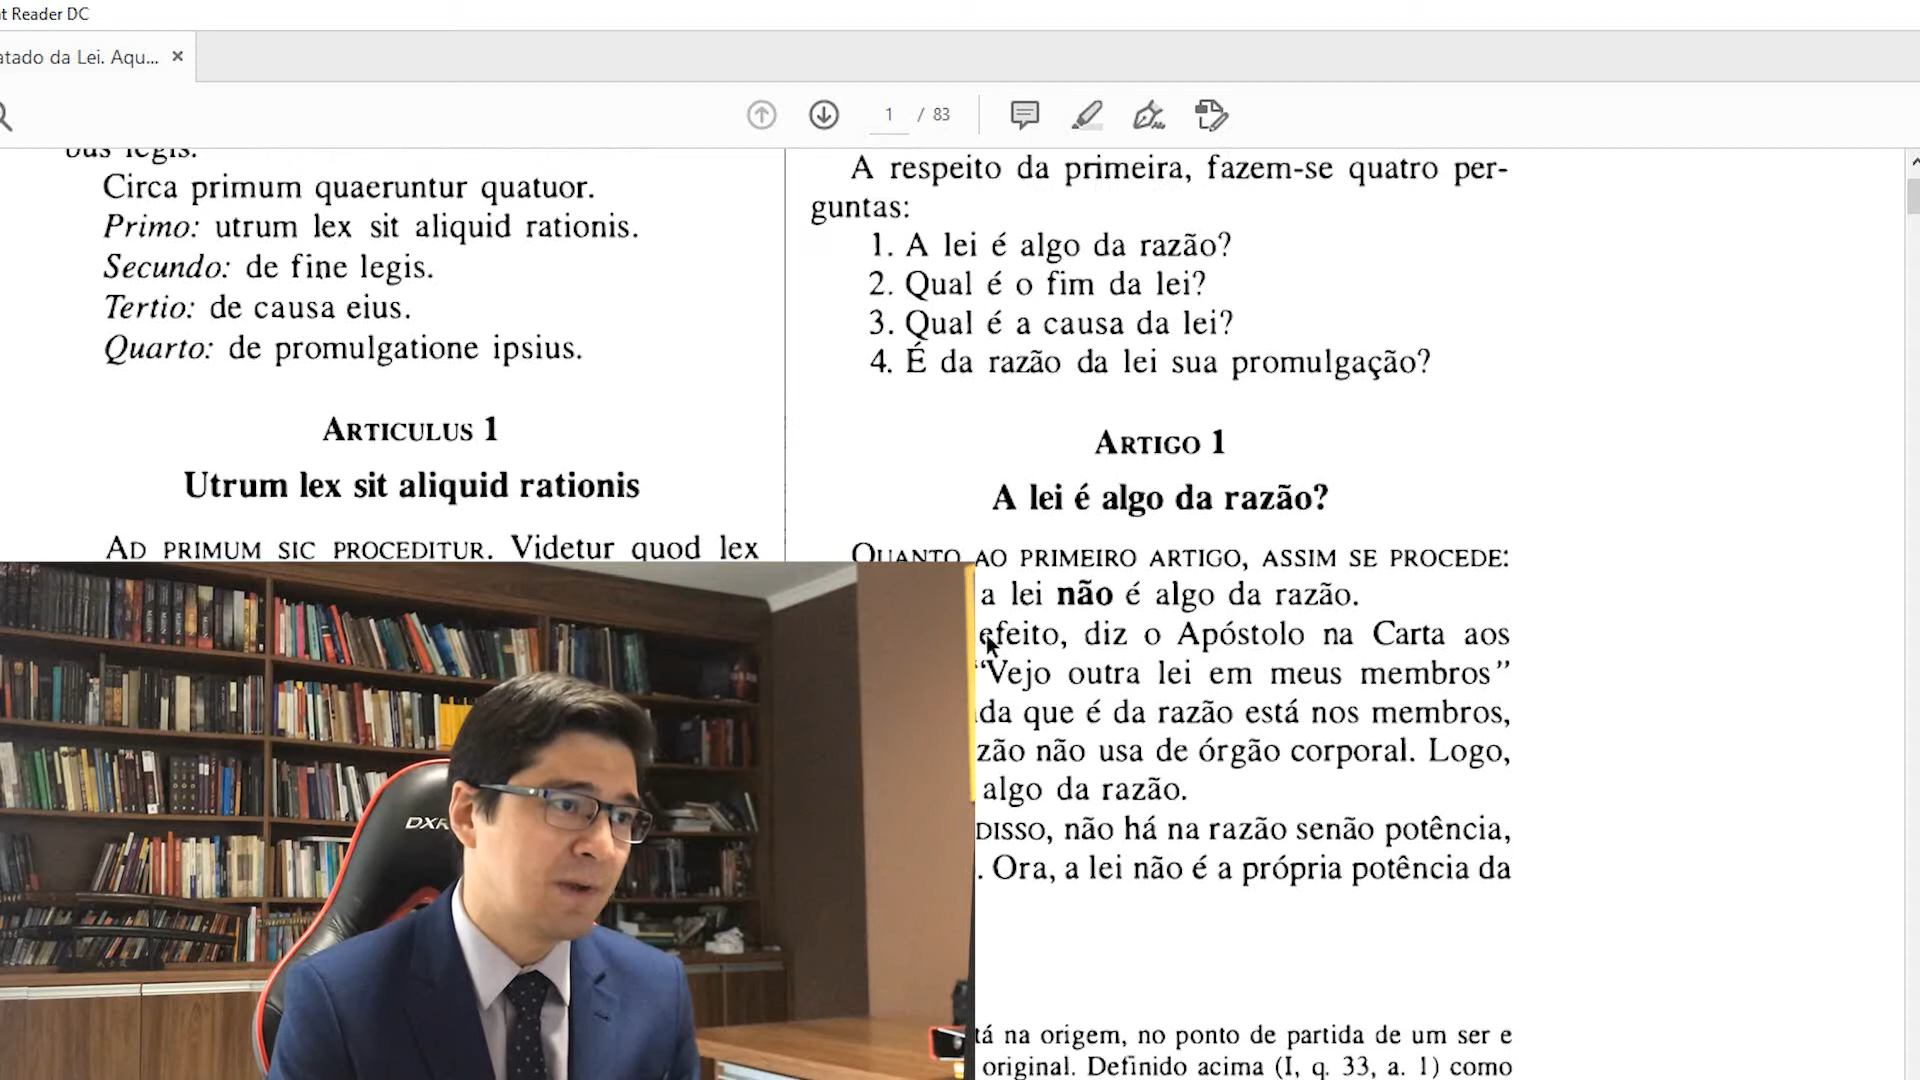 t Reader DC
atado da Lei. Aqu...
1 / 83
ous legis.
Circa primum quaeruntur quatuor.
Primo: utrum lex sit aliquid rationis.
Secundo: de fine legis.
Tertio: de causa eius.
Quarto: de promulgatione ipsius.
ARTICULUS 1
Utrum lex sit aliquid rationis
AD PRIMUM SIC PROCEDITUR. Videtur quod lex
A respeito da primeira, fazem-se quatro per-
guntas:
1. A lei é algo da razão?
2. Qual é o fim da lei?
3. Qual é a causa da lei?
4. É da razão da lei sua promulgação?
ARTIGO 1
A lei é algo da razão?
QUANTO AO PRIMEIRO ARTIGO, ASSIM SE PROCEDE:
a lei não é algo da razão.
efeito, diz o Apóstolo na Carta aos
“Vejo outra lei em meus membros”
da que é da razão está nos membros,
zão não usa de órgão corporal. Logo,
algo da razão.
DISSO, não há na razão senão potência,
. Ora, a lei não é a própria potência da
tá na origem, no ponto de partida de um ser e
original. Definido acima (I, q. 33, a. 1) como
DXR